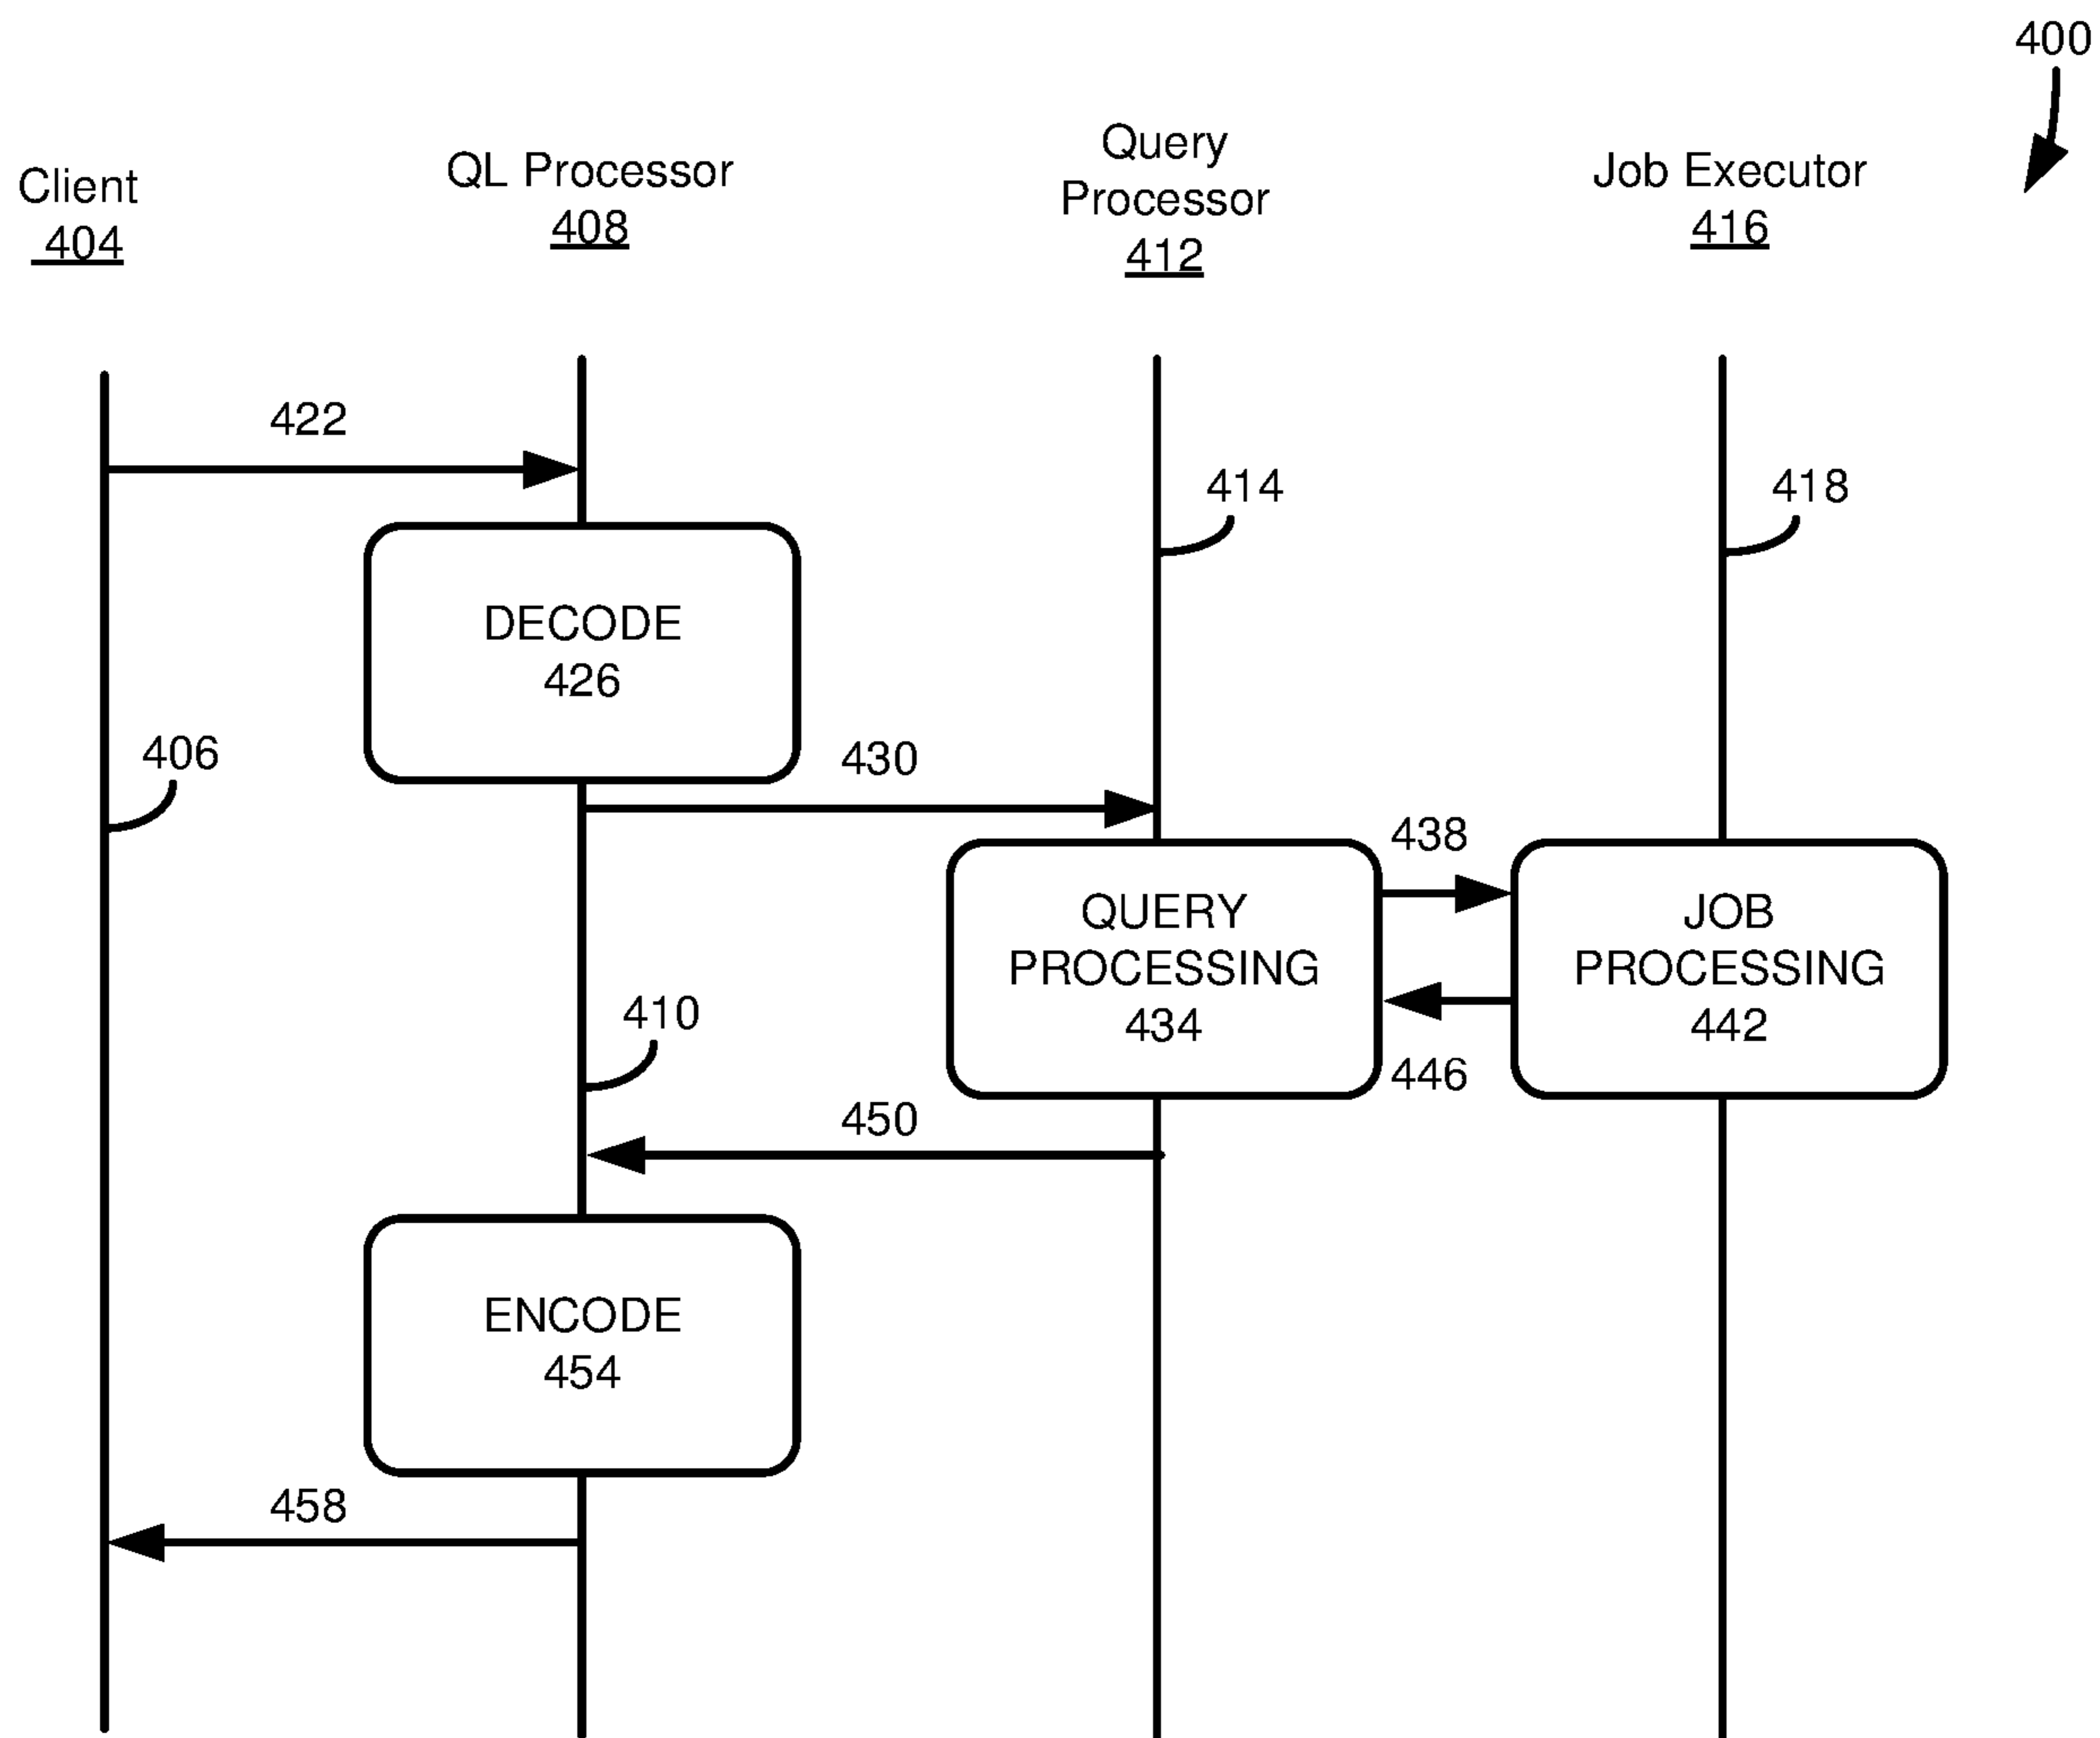 400
Client
404
QL Processor
408
Query
Processor
412
Job Executor
416
422
414
418
DECODE
426
406
430
438
QUERY
PROCESSING
434
JOB
PROCESSING
442
410
446
450
ENCODE
454
458